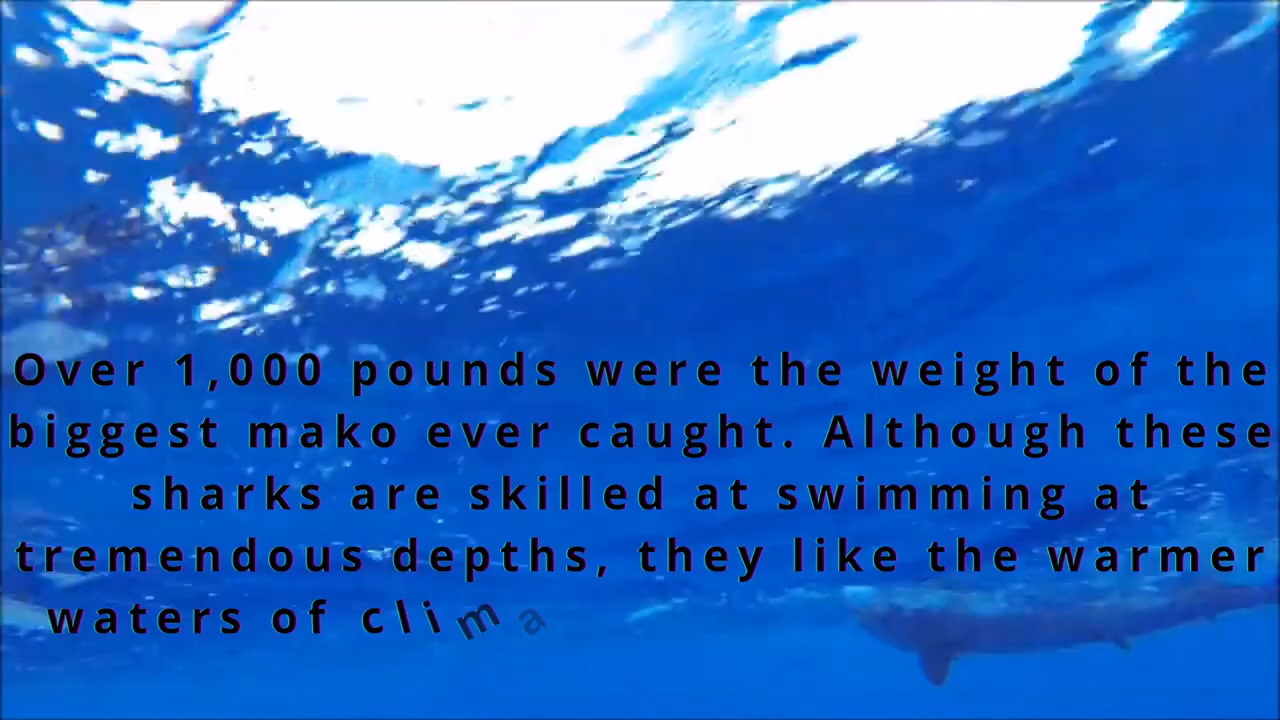 Over 1,000 pounds were the weight of the
biggest mako ever caught. Although these
sharks are skilled at swimming at
tremendous depths, they like the warmer
waters of clima